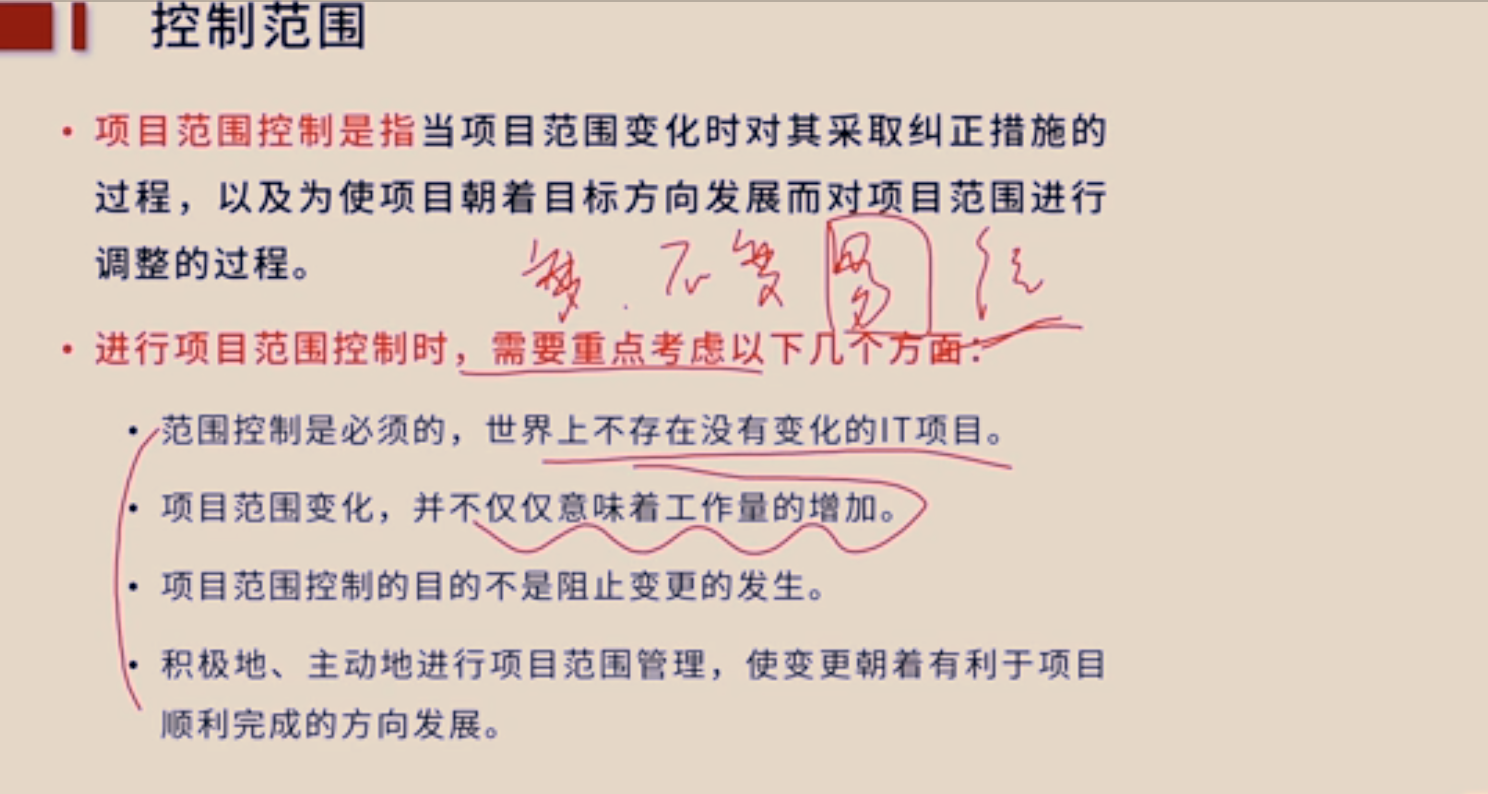 控制范围
• 项目范围控制是指当项目范围变化时对其采取纠正措施的
过程，以及为使项目朝着目标方向发展而对项目范围进行
调整的过程。
不变
• 进行项目范围控制时，需要重点考虑以下几个方面：
• 范围控制是必须的，世界上不存在没有变化的IT项目。
• 项目范围变化，并不仅仅意味着工作量的增加。
• 项目范围控制的目的不是阻止变更的发生。
• 积极地、主动地进行项目范围管理，使变更朝着有利于项目
顺利完成的方向发展。